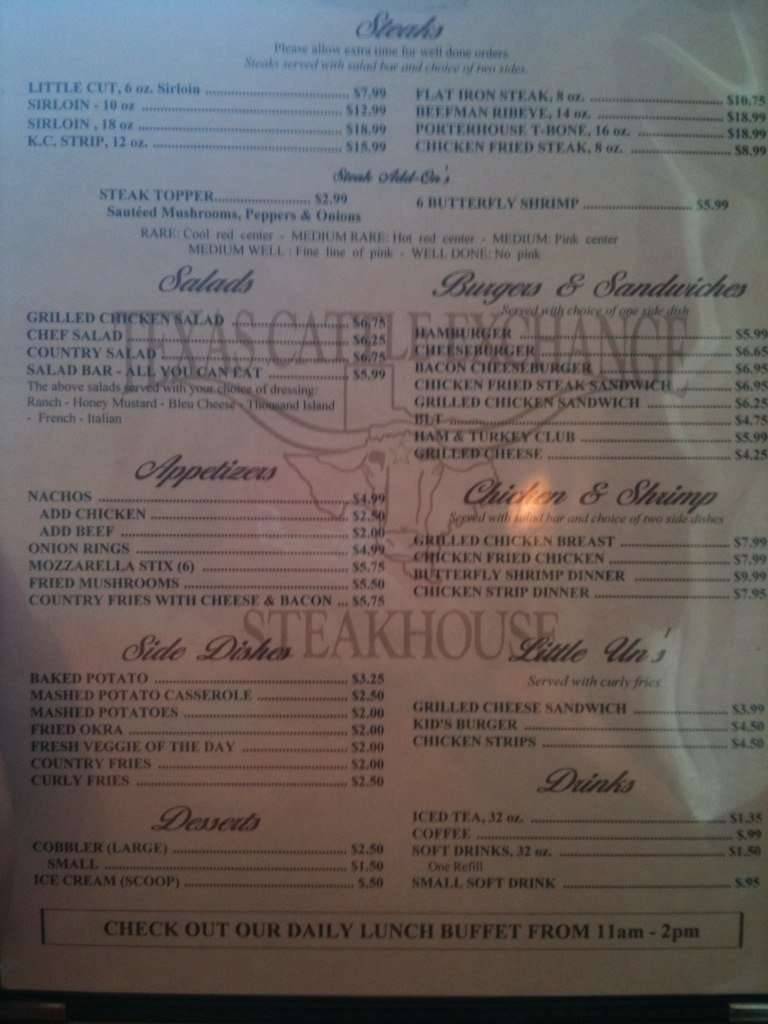 Steaks
Please allow extra time for well done orders.
Steaks served with salad bar and choice of two sides.
LITTLE CUT, 6 oz. Sirloin ........ $7.99
SIRLOIN - 10 oz ........ $12.99
SIRLOIN , 18 oz ........ $18.99
K.C. STRIP, 12 oz. ........ $15.99
FLAT IRON STEAK, 8 oz. ........ $10.75
BEEFMAN RIBEYE, 14 oz. ........ $18.99
PORTERHOUSE T-BONE, 16 oz. ........ $18.99
CHICKEN FRIED STEAK, 8 oz. ........ $8.99
Steak Add-On's
STEAK TOPPER........ $2.99
Sautéed Mushrooms, Peppers & Onions
6 BUTTERFLY SHRIMP ........ $5.99
RARE: Cool red center - MEDIUM RARE: Hot red center - MEDIUM: Pink center
MEDIUM WELL : Fine line of pink - WELL DONE: No pink
TEXAS CATTLE EXCHANGE
STEAKHOUSE
Salads
GRILLED CHICKEN SALAD ........ $6.75
CHEF SALAD ........ $6.25
COUNTRY SALAD ........ $6.75
SALAD BAR - ALL YOU CAN EAT ........ $5.99
The above salads served with your choice of dressing:
Ranch - Honey Mustard - Bleu Cheese - Thousand Island
- French - Italian
Appetizers
NACHOS ........ $4.99
ADD CHICKEN ........ $2.50
ADD BEEF ........ $2.00
ONION RINGS ........ $4.99
MOZZARELLA STIX (6) ........ $5.75
FRIED MUSHROOMS ........ $5.50
COUNTRY FRIES WITH CHEESE & BACON ... $5.75
Side Dishes
BAKED POTATO ........ $3.25
MASHED POTATO CASSEROLE ........ $2.50
MASHED POTATOES ........ $2.00
FRIED OKRA ........ $2.00
FRESH VEGGIE OF THE DAY ........ $2.00
COUNTRY FRIES ........ $2.00
CURLY FRIES ........ $2.50
Desserts
COBBLER (LARGE) ........ $2.50
SMALL ........ $1.50
ICE CREAM (SCOOP) ........ $.50
Burgers & Sandwiches
Served with choice of one side dish
HAMBURGER ........ $5.99
CHEESEBURGER ........ $6.65
BACON CHEESEBURGER ........ $6.95
CHICKEN FRIED STEAK SANDWICH ... $6.95
GRILLED CHICKEN SANDWICH ........ $6.25
BLT ........ $4.75
HAM & TURKEY CLUB ........ $5.99
GRILLED CHEESE ........ $4.25
Chicken & Shrimp
Served with salad bar and choice of two side dishes
GRILLED CHICKEN BREAST ........ $7.99
CHICKEN FRIED CHICKEN ........ $7.99
BUTTERFLY SHRIMP DINNER ........ $9.99
CHICKEN STRIP DINNER ........ $7.95
Little Un's'
Served with curly fries
GRILLED CHEESE SANDWICH ........ $3.99
KID'S BURGER ........ $4.50
CHICKEN STRIPS ........ $4.50
Drinks
ICED TEA, 32 oz. ........ $1.35
COFFEE ........ $.99
SOFT DRINKS, 32 oz. ........ $1.50
One Refill
SMALL SOFT DRINK ........ $.95
CHECK OUT OUR DAILY LUNCH BUFFET FROM 11am - 2pm